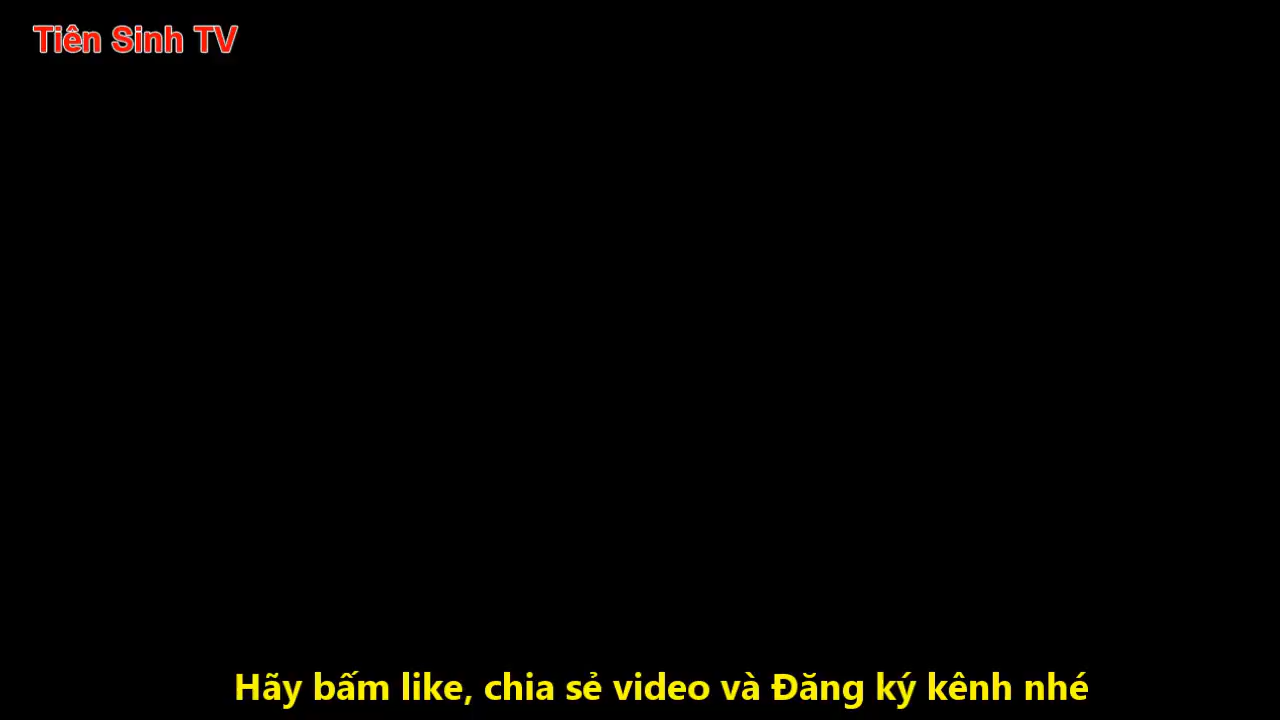 Tiên Sinh TV
Hãy bấm like, chia sẻ video và Đăng ký kênh nhé